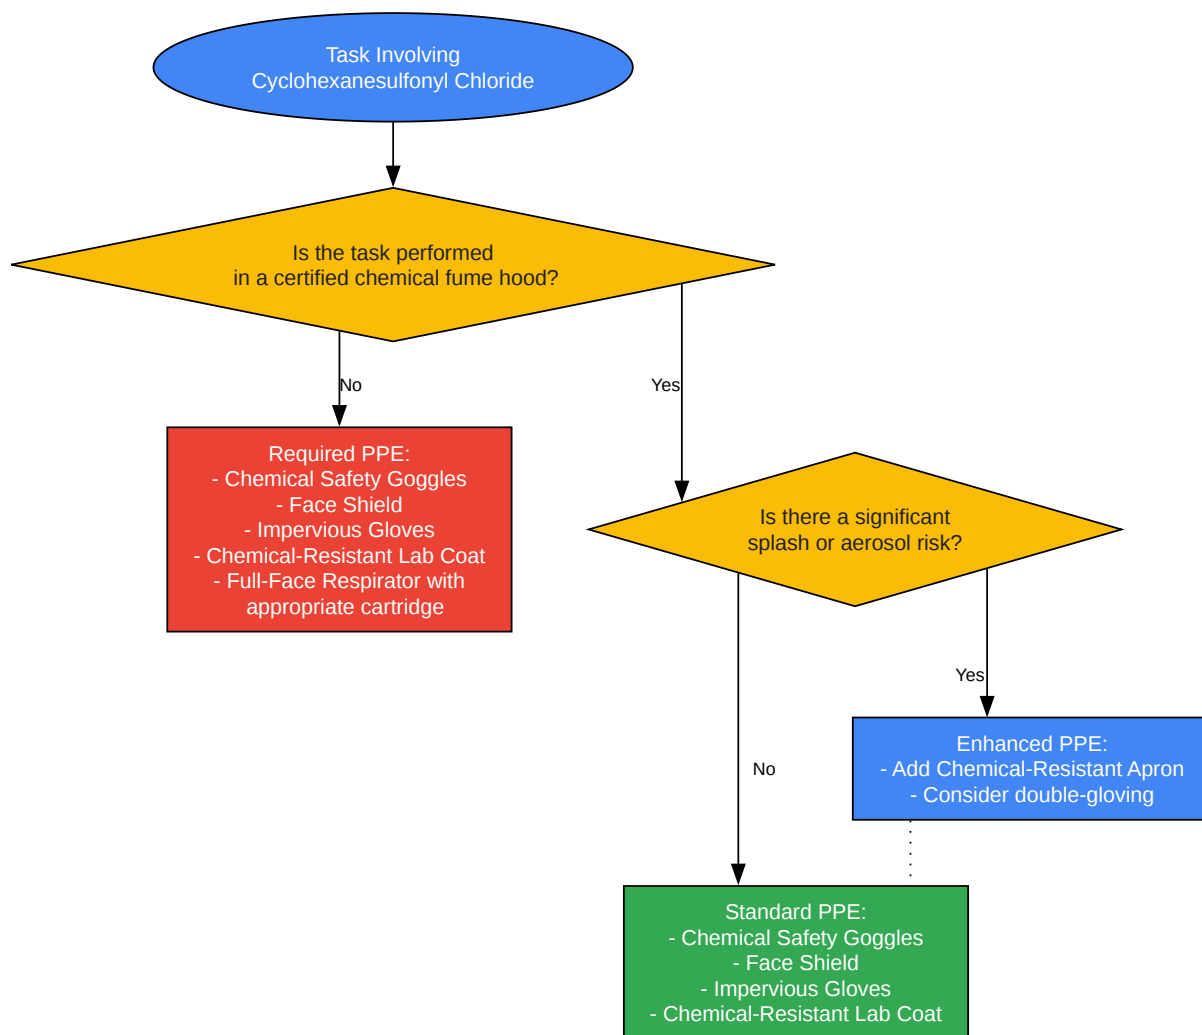 Task Involving
Cyclohexanesulfonyl Chloride
Is the task performed
in a certified chemical fume hood?
No
Yes
Required PPE:
- Chemical Safety Goggles
- Face Shield
- Impervious Gloves
- Chemical-Resistant Lab Coat
- Full-Face Respirator with
appropriate cartridge
Is there a significant
splash or aerosol risk?
Yes
No
Enhanced PPE:
- Add Chemical-Resistant Apron
- Consider double-gloving
Standard PPE:
- Chemical Safety Goggles
- Face Shield
- Impervious Gloves
- Chemical-Resistant Lab Coat